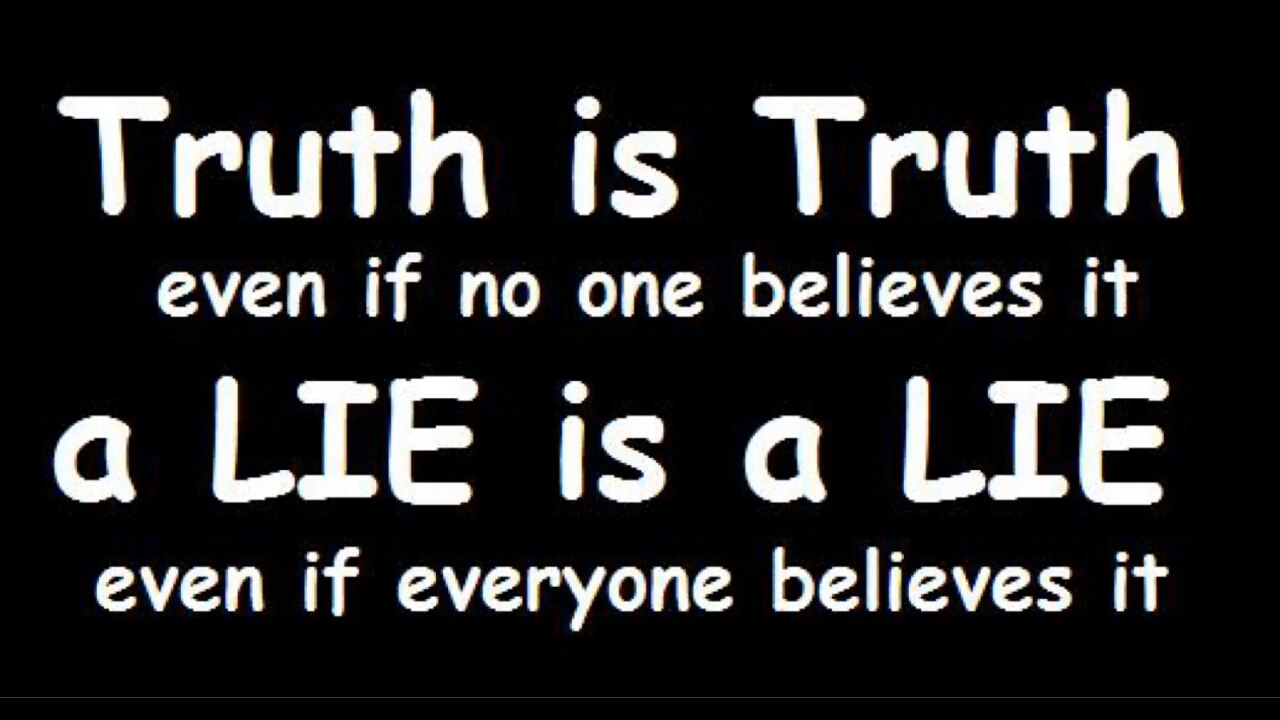 Truth is Truth
even if no one believes it
a LIE is a LIE
even if everyone believes it